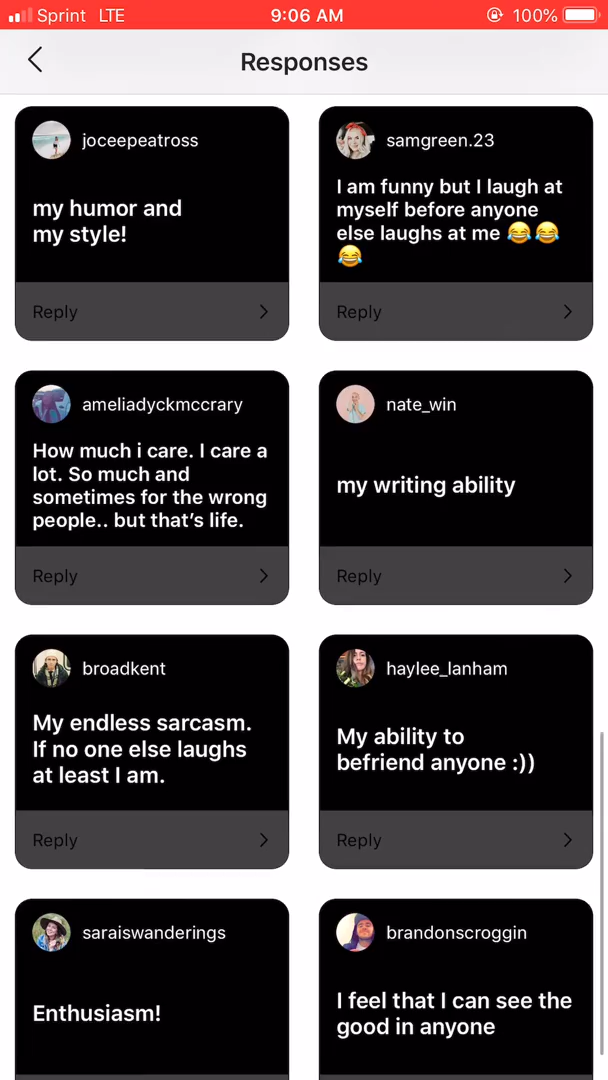 Sprint LTE 9:06 AM 100%
Responses
joceepeatross
my humor and
my style!
Reply
samgreen.23
I am funny but I laugh at
myself before anyone
else laughs at me 😂😂
😂
Reply
ameliadyckmccrary
How much i care. I care a
lot. So much and
sometimes for the wrong
people.. but that’s life.
Reply
nate_win
my writing ability
Reply
broadkent
My endless sarcasm.
If no one else laughs
at least I am.
Reply
haylee_lanham
My ability to
befriend anyone :))
Reply
saraiswanderings
Enthusiasm!
brandonscroggin
I feel that I can see the
good in anyone